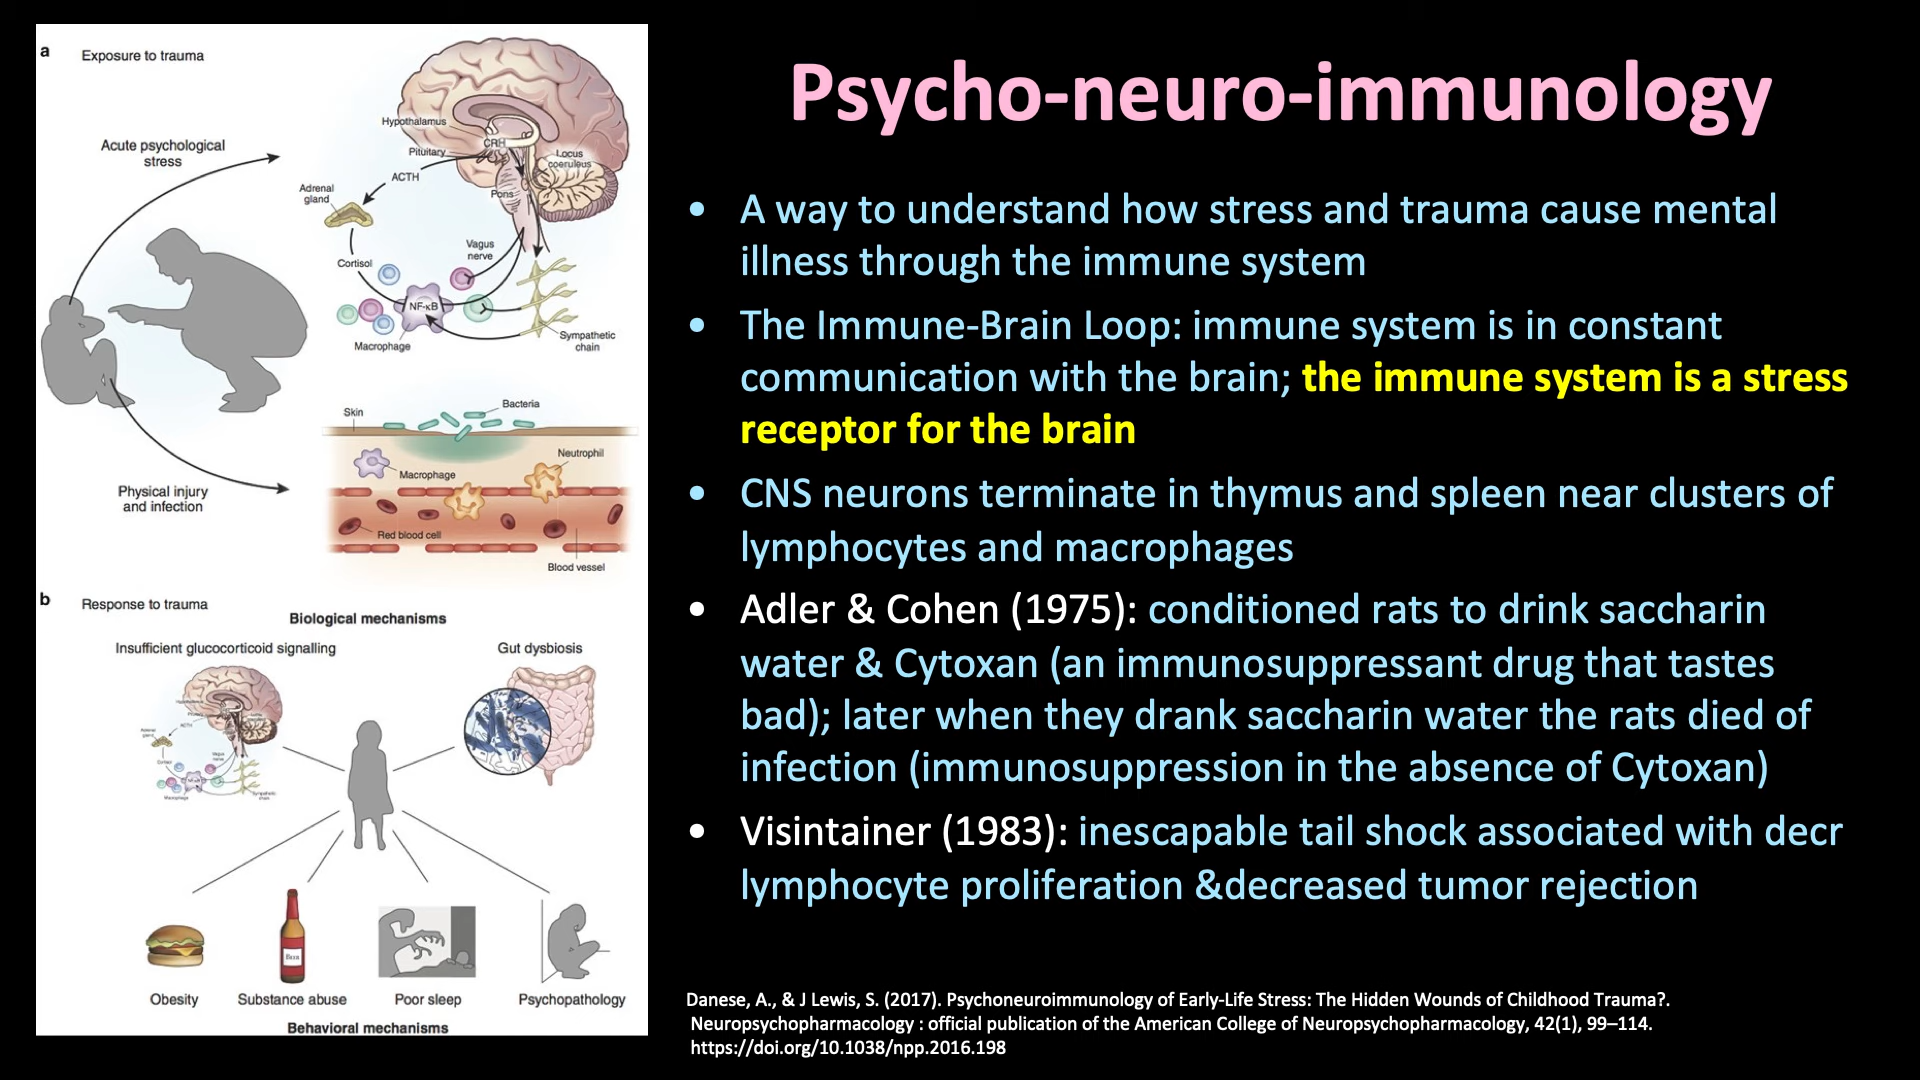 a
Exposure to trauma
Hypothalamus
CRH
Pituitary
Locus
coeruleus
Acute psychological
stress
ACTH
Adrenal
gland
Pons
Vagus
nerve
Cortisol
NF-κB
Sympathetic
chain
Macrophage
Skin
Bacteria
Neutrophil
Macrophage
Physical injury
and infection
Red blood cell
Blood vessel
b
Response to trauma
Biological mechanisms
Insufficient glucocorticoid signalling
Gut dysbiosis
Beer
Obesity
Substance abuse
Poor sleep
Psychopathology
Behavioral mechanisms
Psycho-neuro-immunology
• A way to understand how stress and trauma cause mental
illness through the immune system
• The Immune-Brain Loop: immune system is in constant
communication with the brain; the immune system is a stress
receptor for the brain
• CNS neurons terminate in thymus and spleen near clusters of
lymphocytes and macrophages
• Adler & Cohen (1975): conditioned rats to drink saccharin
water & Cytoxan (an immunosuppressant drug that tastes
bad); later when they drank saccharin water the rats died of
infection (immunosuppression in the absence of Cytoxan)
• Visintainer (1983): inescapable tail shock associated with decr
lymphocyte proliferation &decreased tumor rejection
Danese, A., & J Lewis, S. (2017). Psychoneuroimmunology of Early-Life Stress: The Hidden Wounds of Childhood Trauma?.
Neuropsychopharmacology : official publication of the American College of Neuropsychopharmacology, 42(1), 99–114.
https://doi.org/10.1038/npp.2016.198